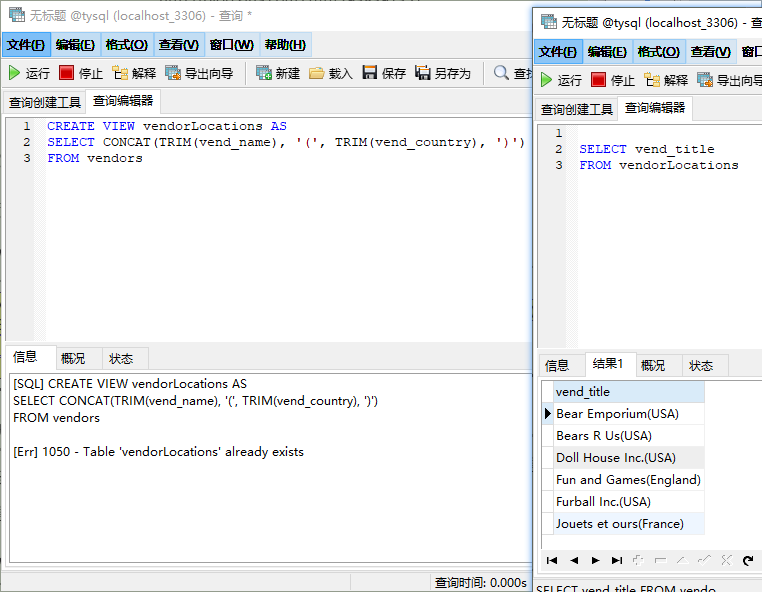 无标题 @tysql (localhost_3306) - 查询 *
文件(F) 编辑(E) 格式(O) 查看(V) 窗口(W) 帮助(H)
运行 停止 解释 导出向导 新建 载入 保存 另存为
查询创建工具 查询编辑器
1 CREATE VIEW vendorLocations AS
2 SELECT CONCAT(TRIM(vend_name), '(', TRIM(vend_country), ')')
3 FROM vendors
信息 概况 状态
[SQL] CREATE VIEW vendorLocations AS
SELECT CONCAT(TRIM(vend_name), '(', TRIM(vend_country), ')')
FROM vendors
[Err] 1050 - Table 'vendorLocations' already exists
查询时间: 0.000s
无标题 @tysql (localhost_3306) - 查
文件(F) 编辑(E) 格式(O) 查看(V) 窗口
运行 停止 解释 导出向导
查询创建工具 查询编辑器
1
2 SELECT vend_title
3 FROM vendorLocations
信息 结果1 概况 状态
vend_title
Bear Emporium(USA)
Bears R Us(USA)
Doll House Inc.(USA)
Fun and Games(England)
Furball Inc.(USA)
Jouets et ours(France)
SELECT vend_title FROM vendo